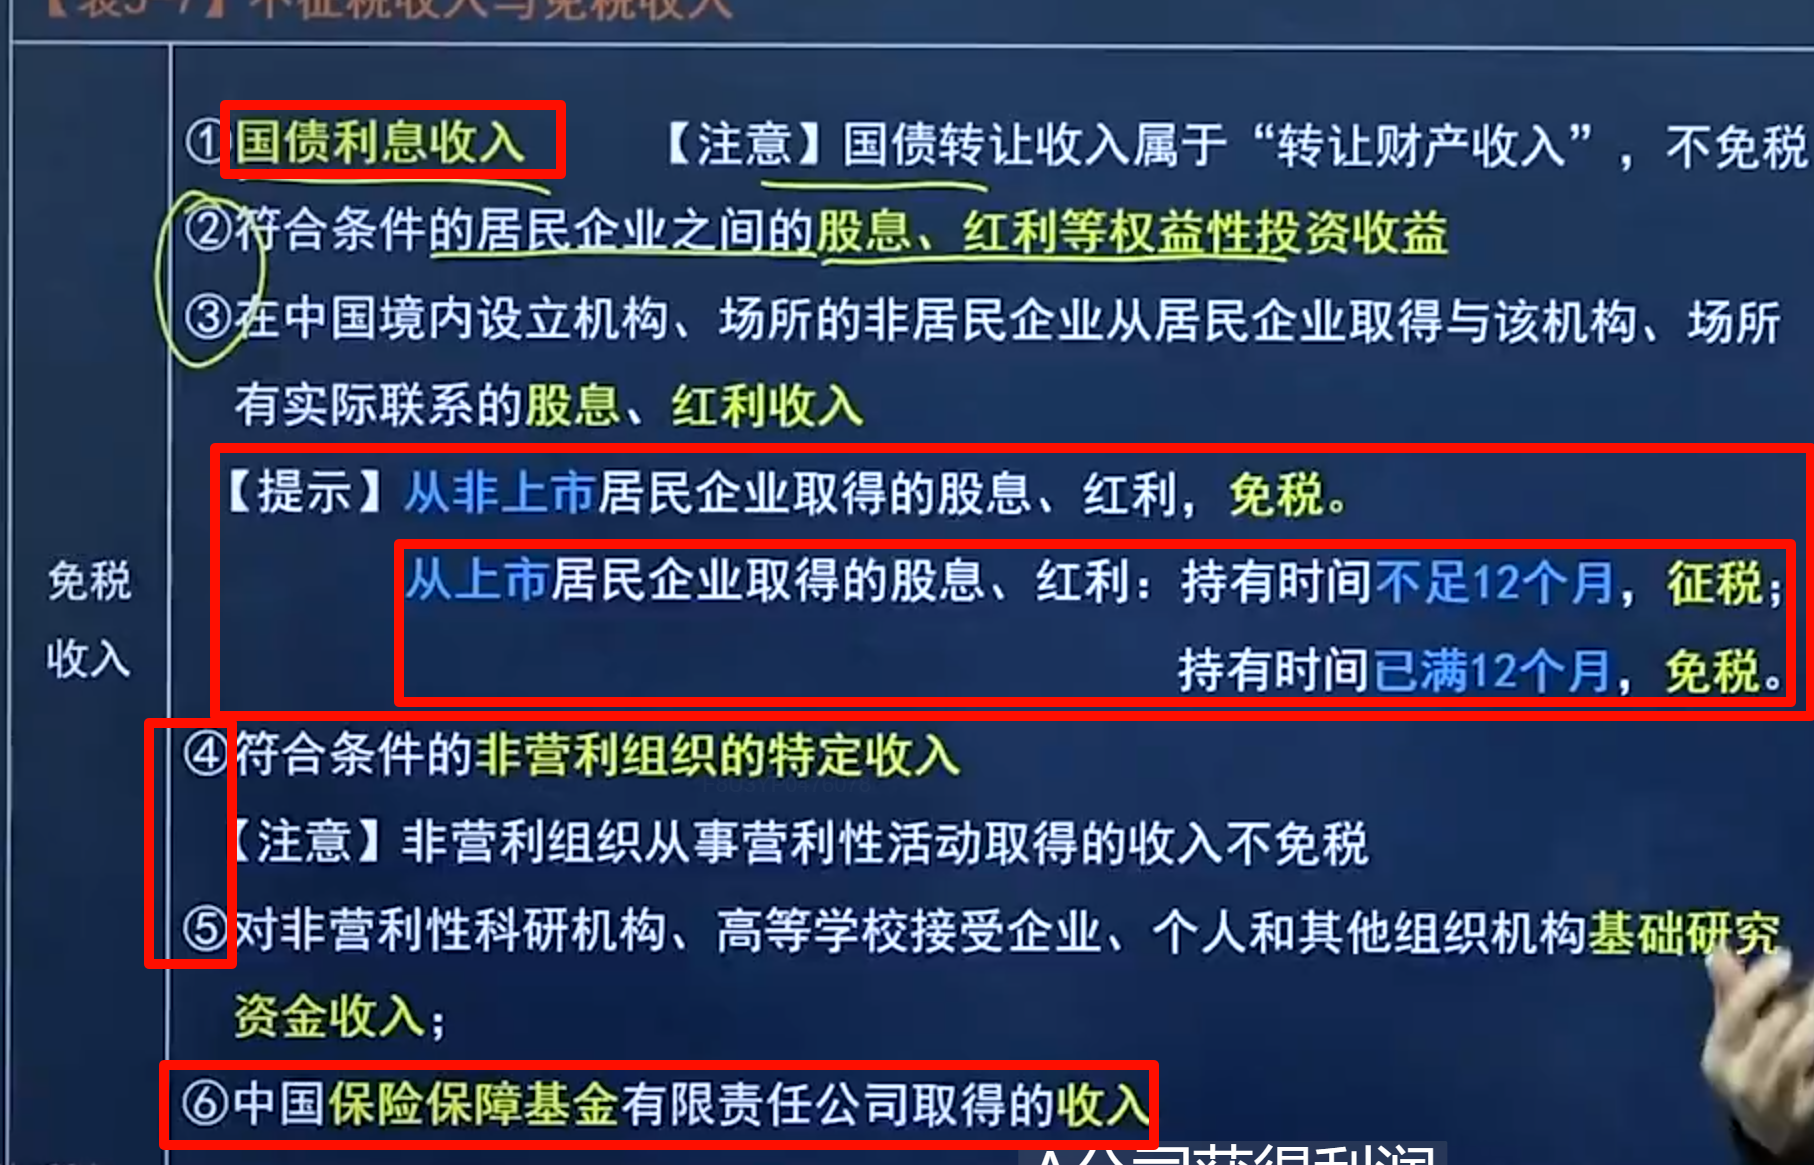 【表5-7】不征税收入与免税收入
①国债利息收入 【注意】国债转让收入属于“转让财产收入”，不免税
②符合条件的居民企业之间的股息、红利等权益性投资收益
③在中国境内设立机构、场所的非居民企业从居民企业取得与该机构、场所
有实际联系的股息、红利收入
【提示】从非上市居民企业取得的股息、红利，免税。
从上市居民企业取得的股息、红利：持有时间不足12个月，征税；
持有时间已满12个月，免税。
免税
收入
④符合条件的非营利组织的特定收入
【注意】非营利组织从事营利性活动取得的收入不免税
⑤对非营利性科研机构、高等学校接受企业、个人和其他组织机构基础研究
资金收入；
⑥中国保险保障基金有限责任公司取得的收入
A公司获得利润